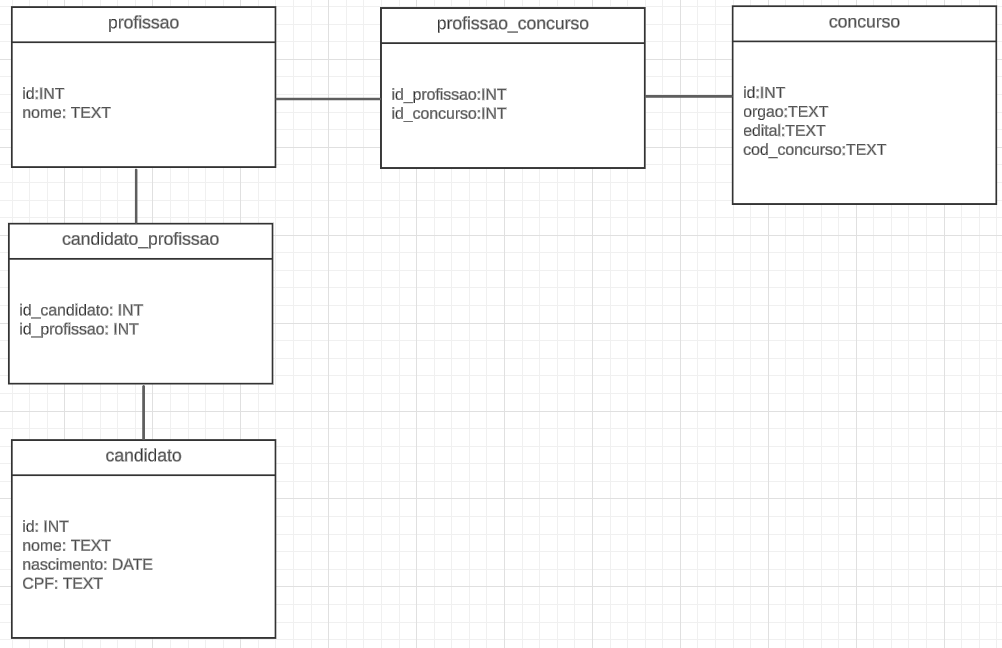 profissao
id:INT
nome: TEXT
profissao_concurso
id_profissao:INT
id_concurso:INT
concurso
id:INT
orgao:TEXT
edital:TEXT
cod_concurso:TEXT
candidato_profissao
id_candidato: INT
id_profissao: INT
candidato
id: INT
nome: TEXT
nascimento: DATE
CPF: TEXT